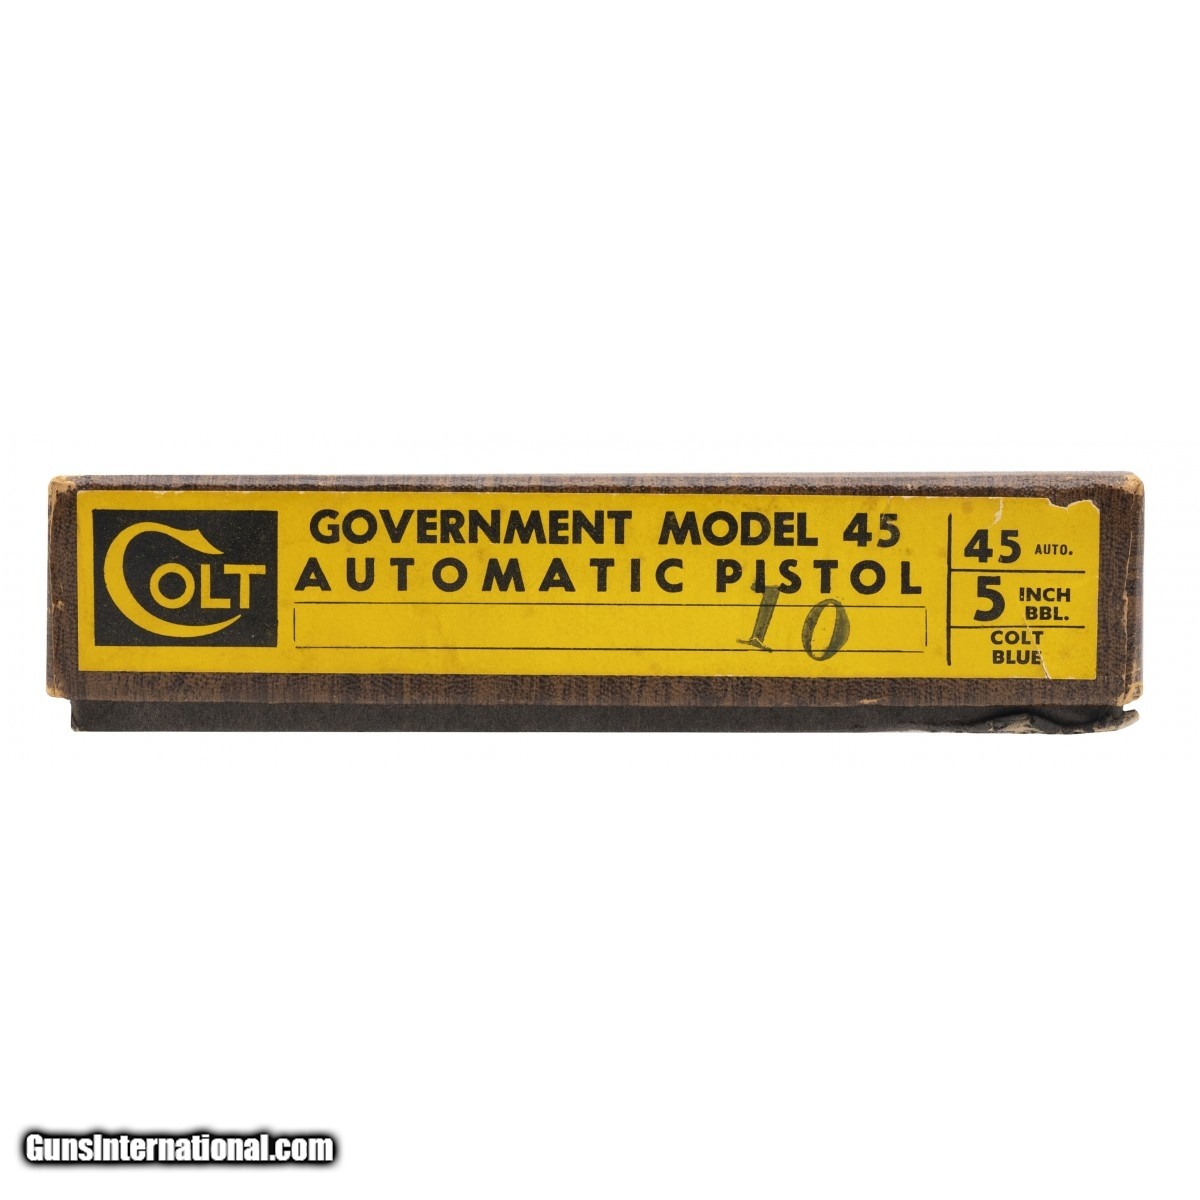 COLT
GOVERNMENT MODEL 45
AUTOMATIC PISTOL
10
45 AUTO.
5 INCH
BBL.
COLT
BLUE
GunsInternational.com